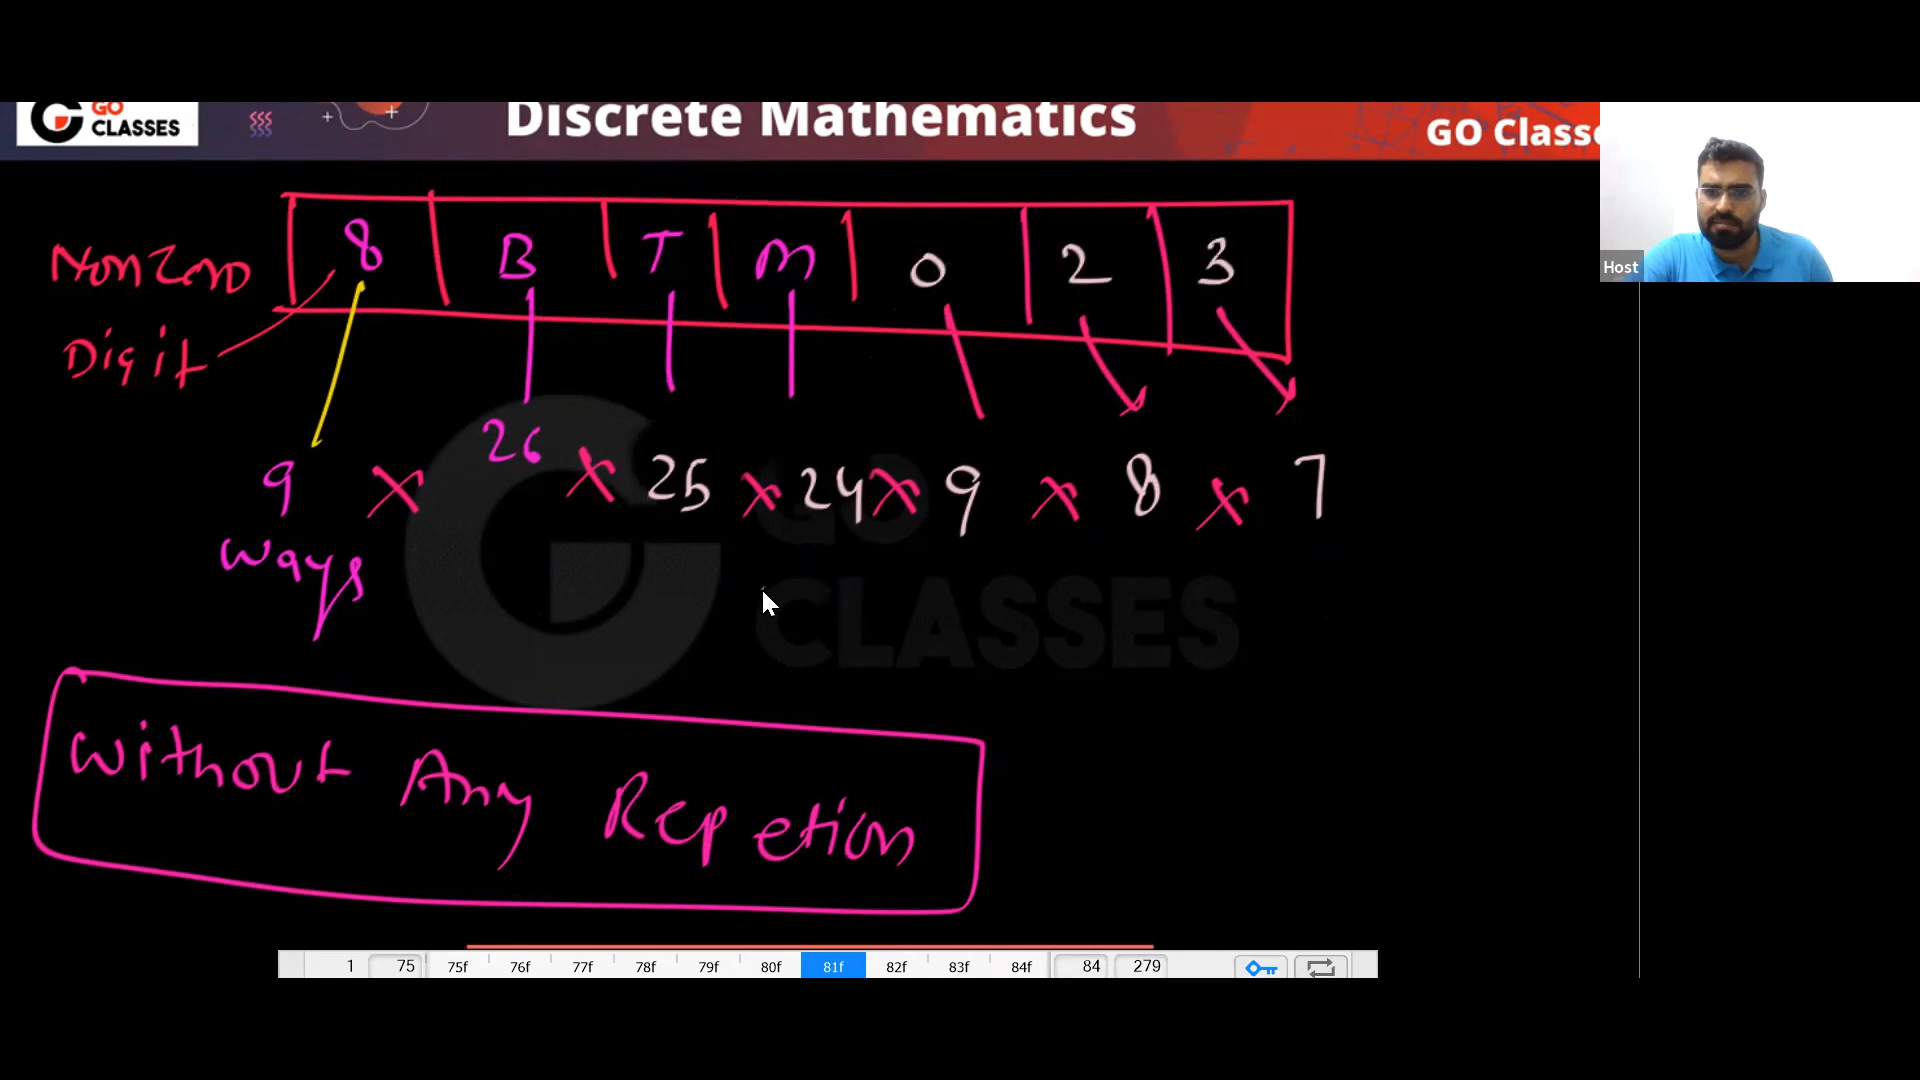 GO
CLASSES
Discrete Mathematics
GO Classe
Host
Non Zero
Digit
8 B T M 0 2 3
9 × 26 × 25 × 24 × 9 × 8 × 7
ways
GO
CLASSES
Without Any Repetion
1 75 75f 76f 77f 78f 79f 80f 81f 82f 83f 84f 84 279